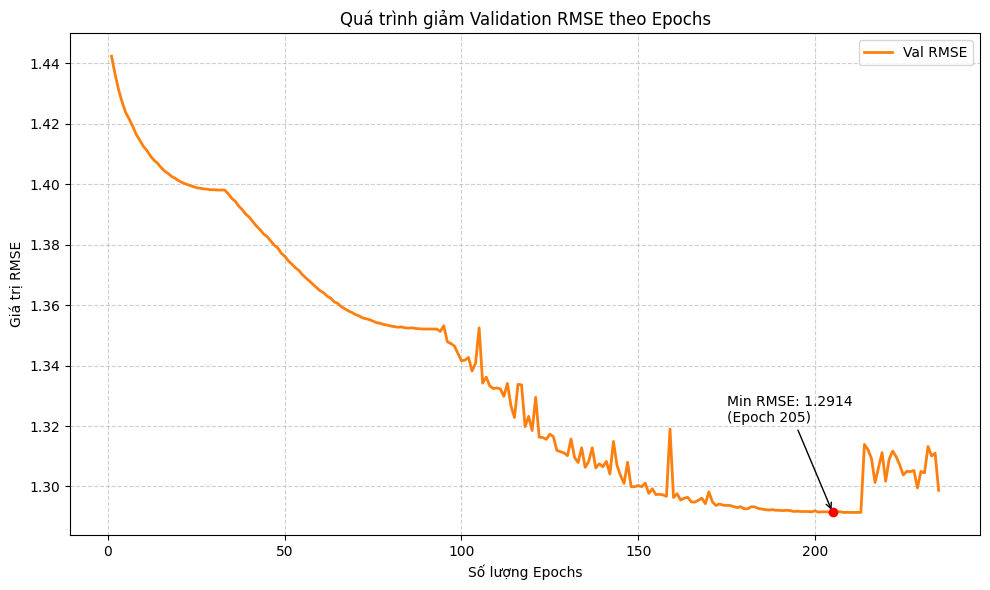 Quá trình giảm Validation RMSE theo Epochs
Val RMSE
Giá trị RMSE
1.44
1.42
1.40
1.38
1.36
1.34
1.32
1.30
Min RMSE: 1.2914
(Epoch 205)
0
50
100
150
200
Số lượng Epochs